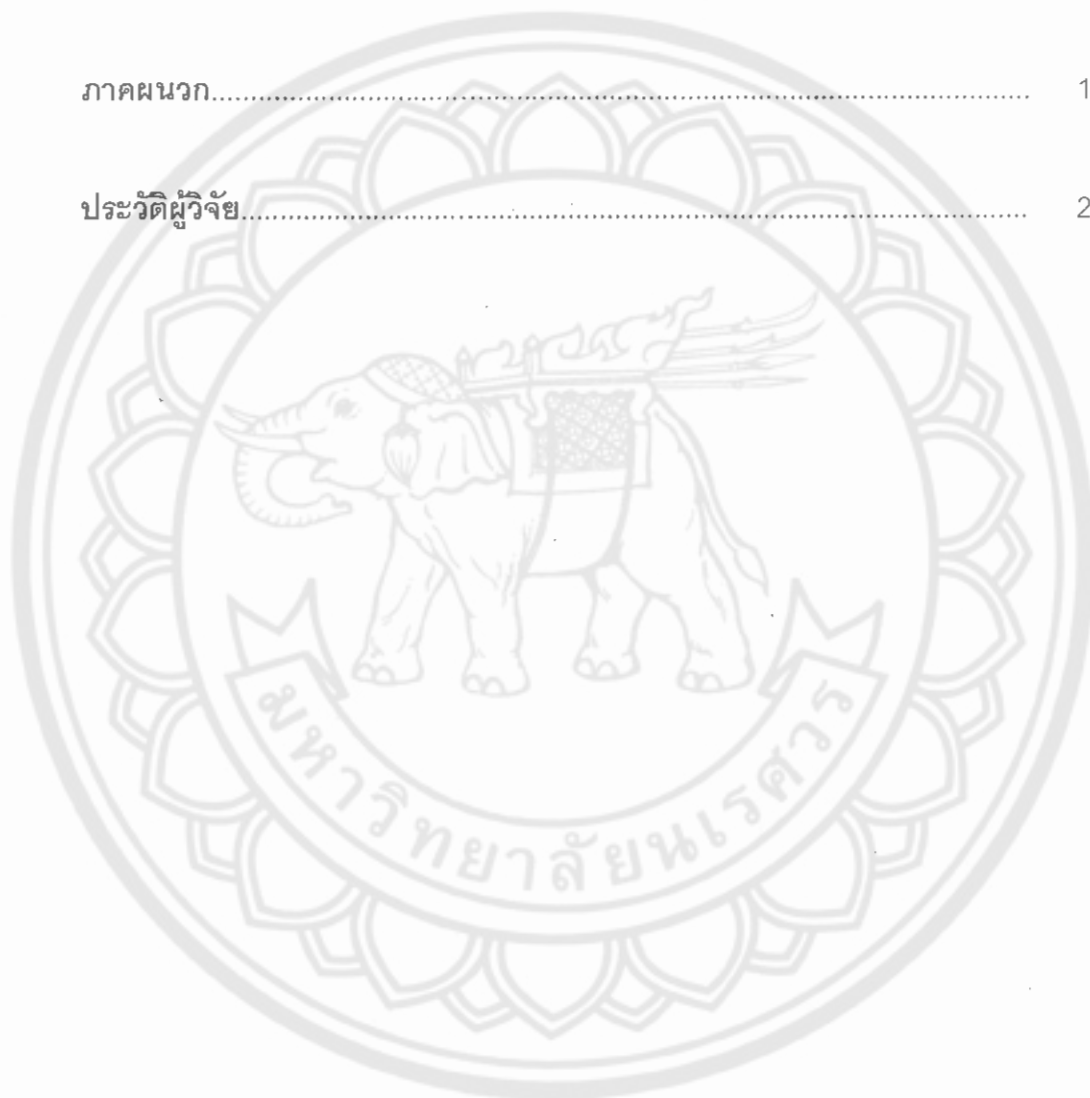 ภาคผนวก........................................................................ 1
ประวัติผู้วิจัย........................................................................ 2
มหาวิทยาลัยนเรศวร